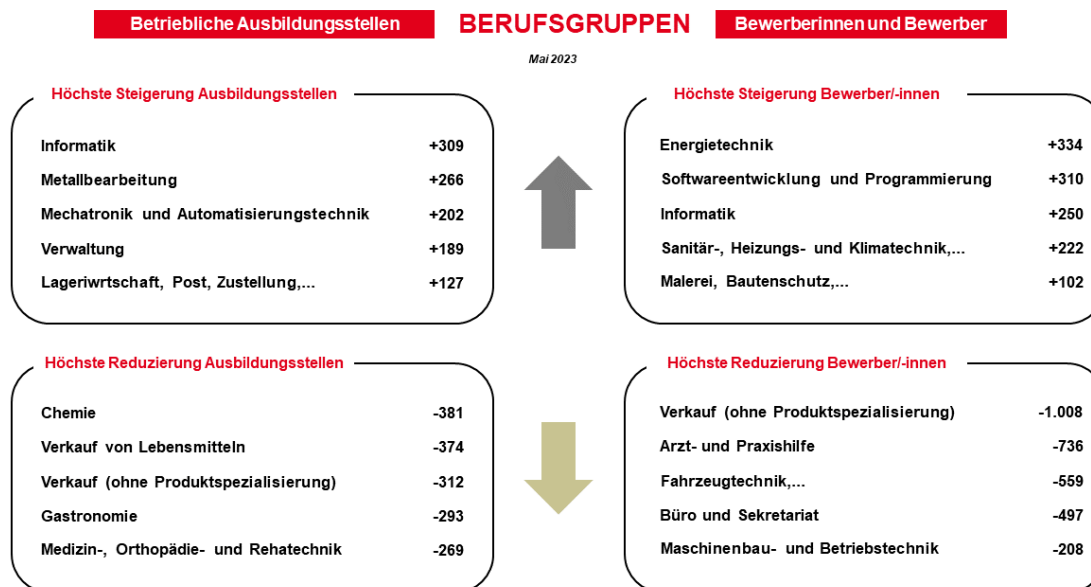 Betriebliche Ausbildungsstellen BERUFSGRUPPEN Bewerberinnen und Bewerber
Mai 2023
Höchste Steigerung Ausbildungsstellen
Informatik +309
Metallbearbeitung +266
Mechatronik und Automatisierungstechnik +202
Verwaltung +189
Lageriwrtschaft, Post, Zustellung,... +127
Höchste Steigerung Bewerber/-innen
Energietechnik +334
Softwareentwicklung und Programmierung +310
Informatik +250
Sanitär-, Heizungs- und Klimatechnik,... +222
Malerei, Bautenschutz,... +102
Höchste Reduzierung Ausbildungsstellen
Chemie -381
Verkauf von Lebensmitteln -374
Verkauf (ohne Produktspezialisierung) -312
Gastronomie -293
Medizin-, Orthopädie- und Rehatechnik -269
Höchste Reduzierung Bewerber/-innen
Verkauf (ohne Produktspezialisierung) -1.008
Arzt- und Praxishilfe -736
Fahrzeugtechnik,... -559
Büro und Sekretariat -497
Maschinenbau- und Betriebstechnik -208